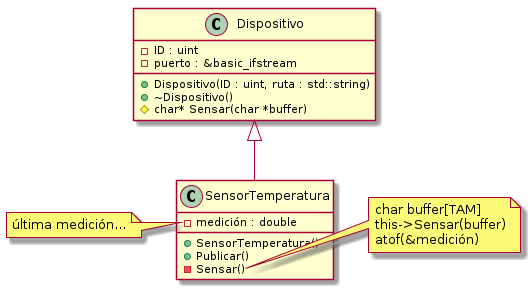 C Dispositivo
ID : uint
puerto : &basic_ifstream
Dispositivo(ID : uint, ruta : std::string)
~Dispositivo()
char* Sensar(char *buffer)
C SensorTemperatura
medición : double
SensorTemperatura()
Publicar()
Sensar()
última medición...
char buffer[TAM]
this->Sensar(buffer)
atof(&medición)